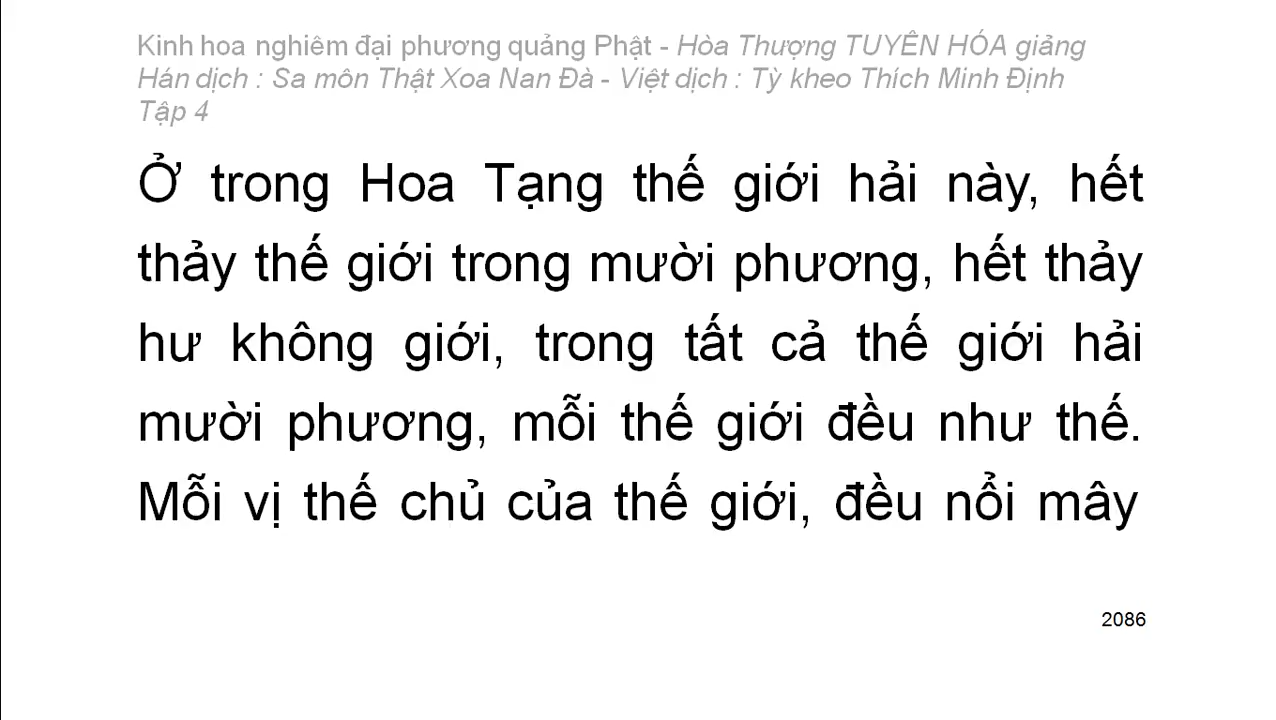 Kinh hoa nghiêm đại phương quảng Phật - Hòa Thượng TUYÊN HÓA giảng
Hán dịch : Sa môn Thật Xoa Nan Đà - Việt dịch : Tỳ kheo Thích Minh Định
Tập 4
Ở trong Hoa Tạng thế giới hải này, hết
thảy thế giới trong mười phương, hết thảy
hư không giới, trong tất cả thế giới hải
mười phương, mỗi thế giới đều như thế.
Mỗi vị thế chủ của thế giới, đều nổi mây
2086